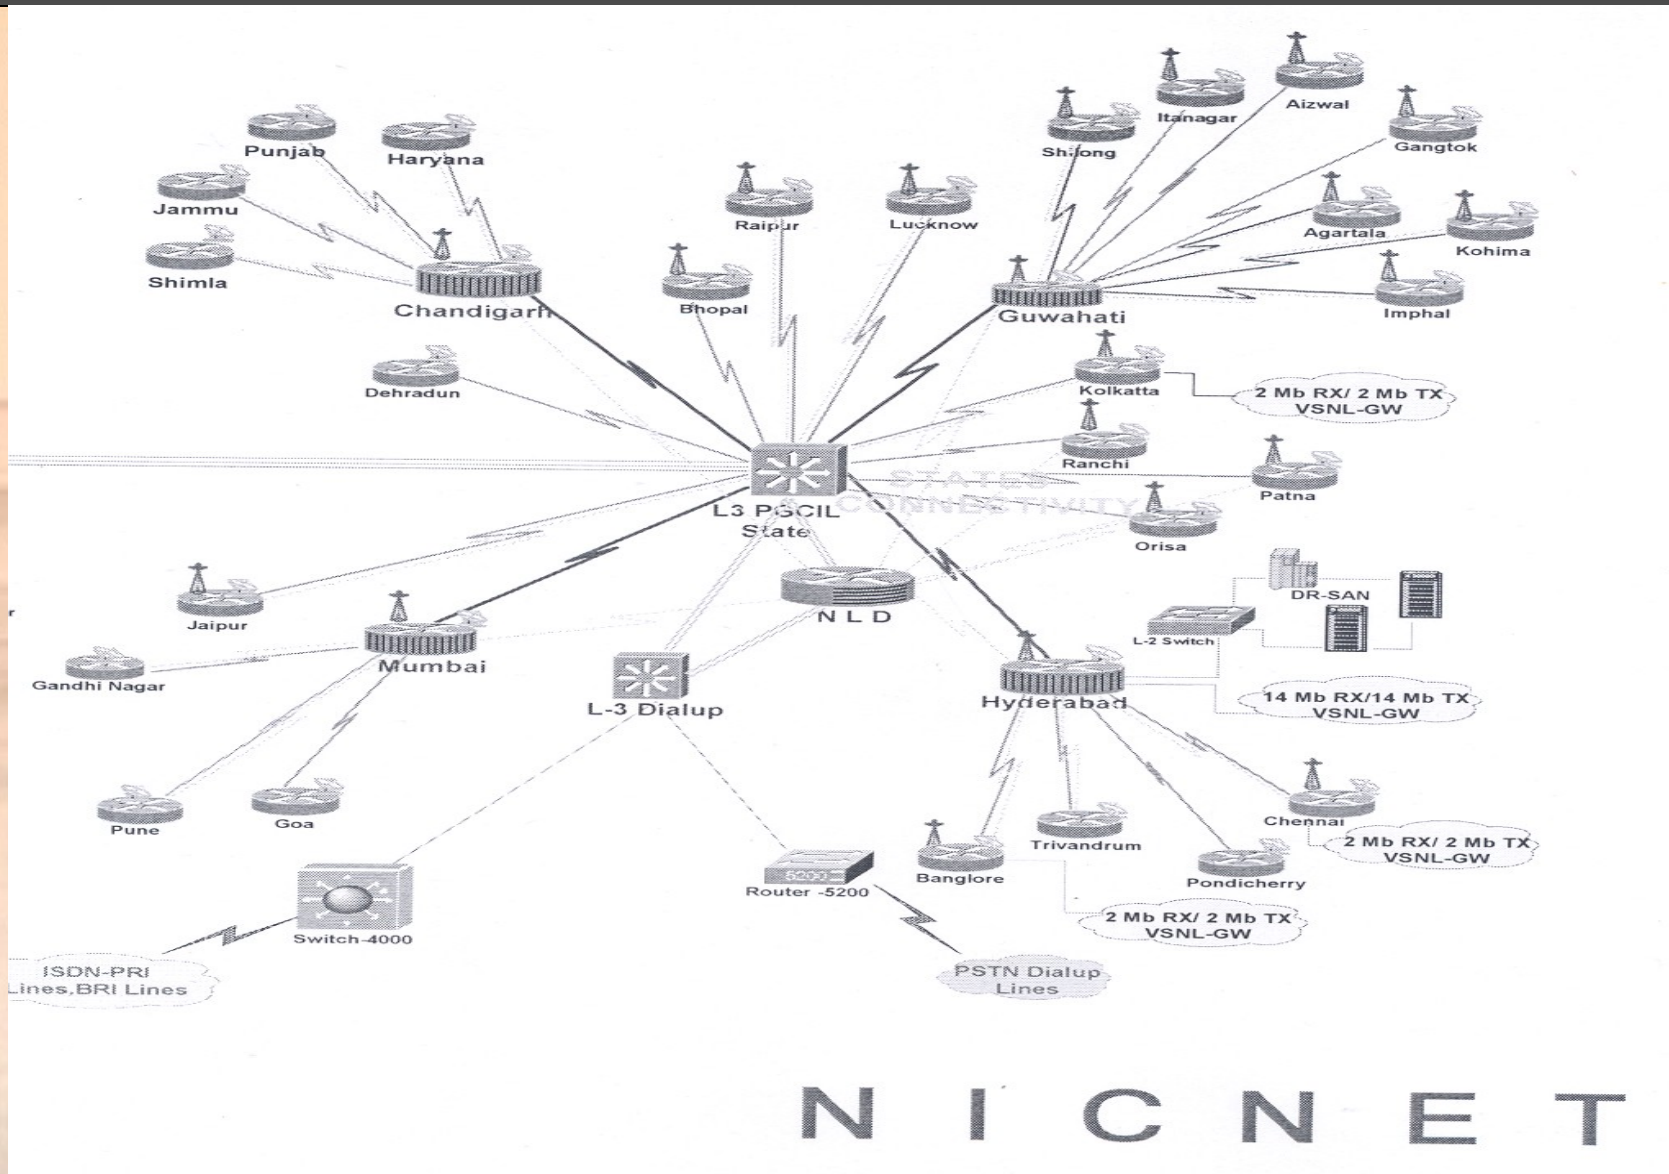 Aizwal
Itanagar
Gangtok
Shilong
Punjab
Haryana
Jammu
Raipur
Lucknow
Agartala
Kohima
Shimla
Chandigarh
Bhopal
Guwahati
Imphal
Dehradun
Kolkatta
2 Mb RX/ 2 Mb TX
VSNL-GW
Ranchi
STATES
CONNECTIVITY
Patna
L3 PGCIL
State
Orisa
DR-SAN
NLD
L-2 Switch
Jaipur
Mumbai
Gandhi Nagar
L-3 Dialup
Hyderabad
14 Mb RX/14 Mb TX
VSNL-GW
Pune
Goa
Chennai
Trivandrum
2 Mb RX/ 2 Mb TX
VSNL-GW
5200
Router -5200
Banglore
Pondicherry
2 Mb RX/ 2 Mb TX
VSNL-GW
Switch-4000
ISDN-PRI
Lines,BRI Lines
PSTN Dialup
Lines
NICNET